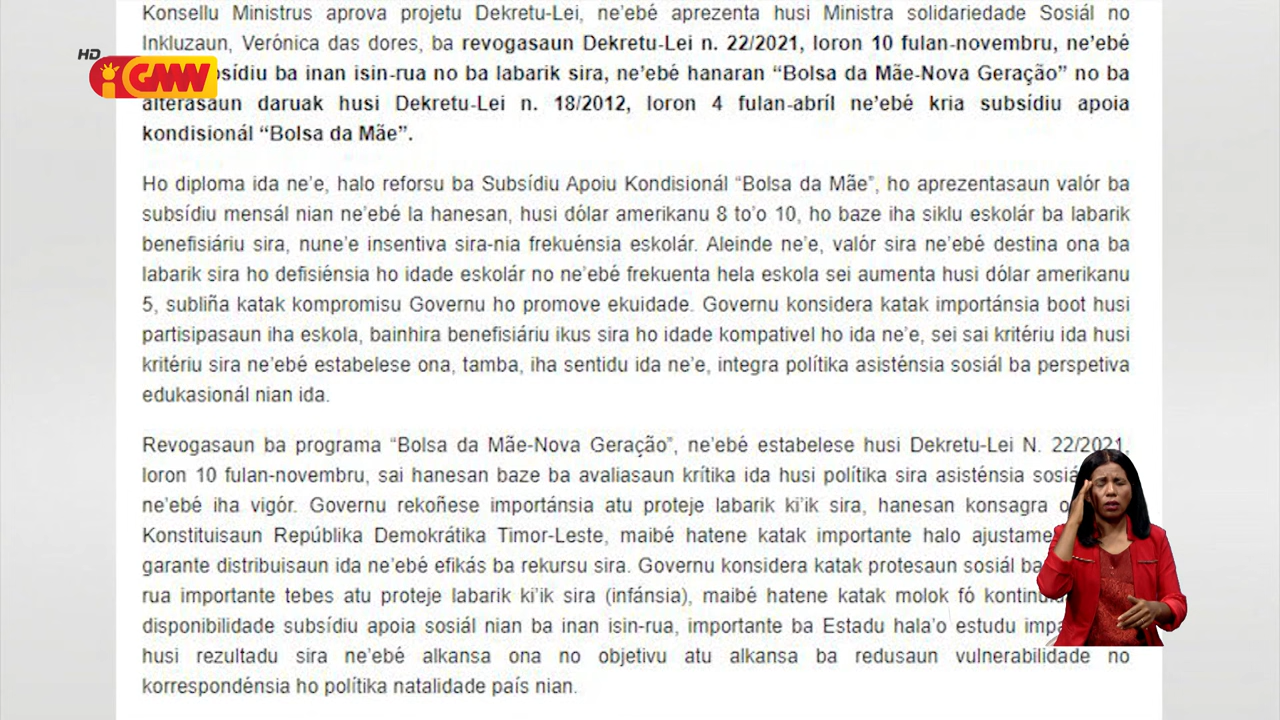 Konsellu Ministrus aprova projetu Dekretu-Lei, ne'ebé aprezenta husi Ministra solidariedade Sosiál no
HD
Inkluzaun, Verónica das dores, ba revogasaun Dekretu-Lei n. 22/2021, loron 10 fulan-novembru, ne'ebé
iGMN
ba inan isin-rua no ba labarik sira, ne'ebé hanaran “Bolsa da Mãe-Nova Geração” no ba
alterasaun daruak husi Dekretu-Lei n. 18/2012, loron 4 fulan-abríl ne'ebé kria subsídiu apoia
kondisionál “Bolsa da Mãe”.
Ho diploma ida ne'e, halo reforsu ba Subsídiu Apoiu Kondisionál “Bolsa da Mãe”, ho aprezentasaun valór ba
subsídiu mensál nian ne'ebé la hanesan, husi dólar amerikanu 8 to'o 10, ho baze iha siklu eskolár ba labarik
benefisiáriu sira, nune'e insentiva sira-nia frekuénsia eskolár. Aleinde ne'e, valór sira ne'ebé destina ona ba
labarik sira ho defisiénsia ho idade eskolár no ne'ebé frekuenta hela eskola sei aumenta husi dólar amerikanu
5, subliña katak kompromisu Governu ho promove ekuidade. Governu konsidera katak importánsia boot husi
partisipasaun iha eskola, bainhira benefisiáriu ikus sira ho idade kompativel ho ida ne'e, sei sai kritériu ida husi
kritériu sira ne'ebé estabelese ona, tamba, iha sentidu ida ne'e, integra polítika asisténsia sosiál ba perspetiva
edukasionál nian ida.
Revogasaun ba programa “Bolsa da Mãe-Nova Geração”, ne'ebé estabelese husi Dekretu-Lei N. 22/2021,
loron 10 fulan-novembru, sai hanesan baze ba avaliasaun krítika ida husi polítika sira asisténsia
ne'ebé iha vigór. Governu rekoñese importánsia atu proteje labarik ki'ik sira, hanesan konsagra
Konstituisaun Repúblika Demokrátika Timor-Leste, maibé hatene katak importante halo
garante distribuisaun ida ne'ebé efikás ba rekursu sira. Governu konsidera katak protesaun sosiál
rua importante tebes atu proteje labarik ki'ik sira (infánsia), maibé hatene katak molok fó
disponibilidade subsídiu apoia sosiál nian ba inan isin-rua, importante ba Estadu hala'o estudu
husi rezultadu sira ne'ebé alkansa ona no objetivu atu alkansa ba redusaun vulnerabilidade no
korrespondénsia ho polítika natalidade país nian.